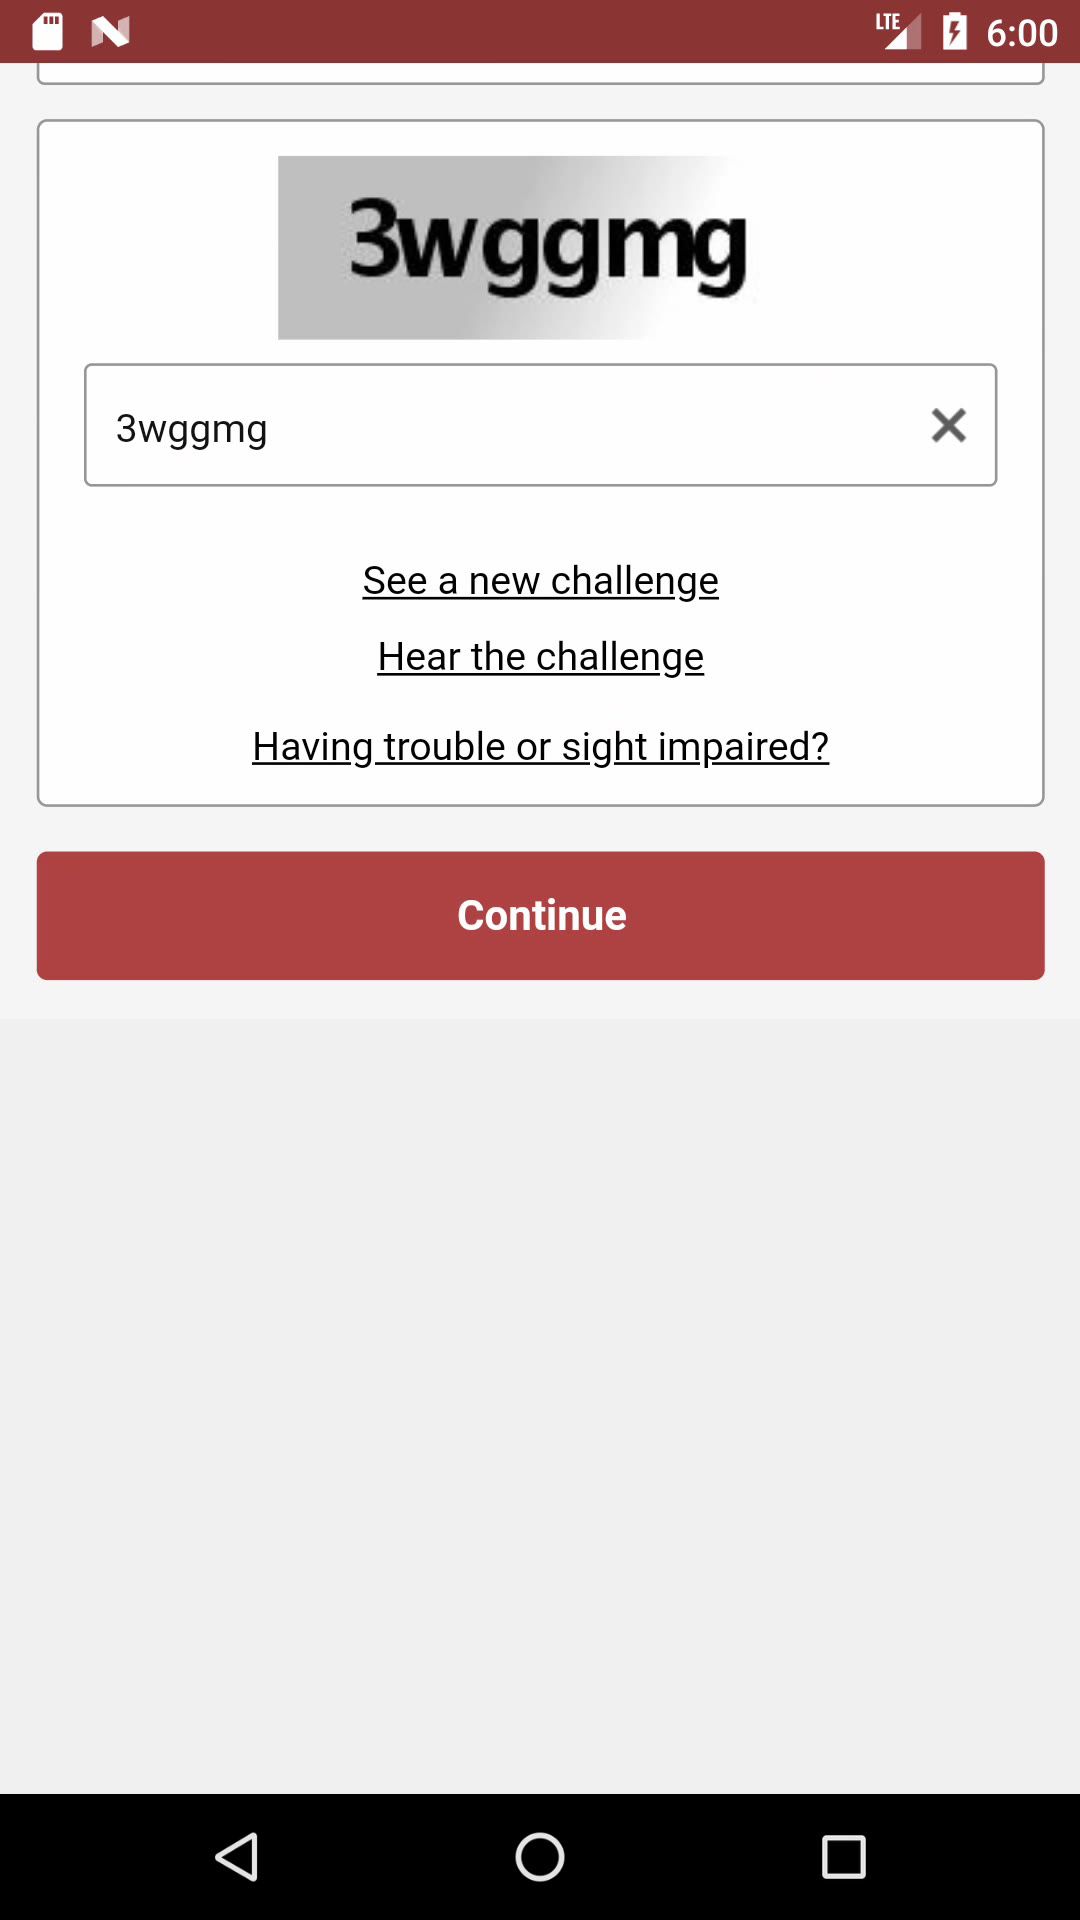 LTE 6:00
3wggmg
3wggmg
See a new challenge
Hear the challenge
Having trouble or sight impaired?
Continue